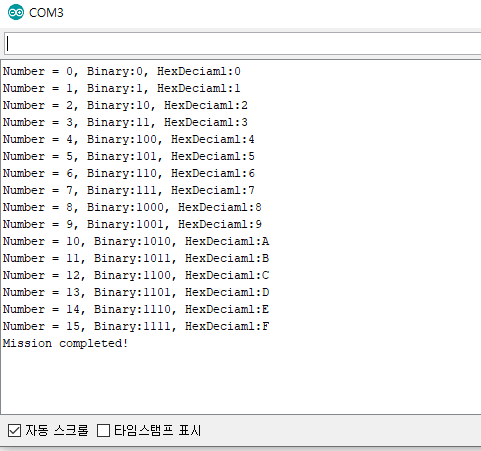 COM3
Number = 0, Binary:0, HexDeciaml:0
Number = 1, Binary:1, HexDeciaml:1
Number = 2, Binary:10, HexDeciaml:2
Number = 3, Binary:11, HexDeciaml:3
Number = 4, Binary:100, HexDeciaml:4
Number = 5, Binary:101, HexDeciaml:5
Number = 6, Binary:110, HexDeciaml:6
Number = 7, Binary:111, HexDeciaml:7
Number = 8, Binary:1000, HexDeciaml:8
Number = 9, Binary:1001, HexDeciaml:9
Number = 10, Binary:1010, HexDeciaml:A
Number = 11, Binary:1011, HexDeciaml:B
Number = 12, Binary:1100, HexDeciaml:C
Number = 13, Binary:1101, HexDeciaml:D
Number = 14, Binary:1110, HexDeciaml:E
Number = 15, Binary:1111, HexDeciaml:F
Mission completed!
자동 스크롤 타임스탬프 표시